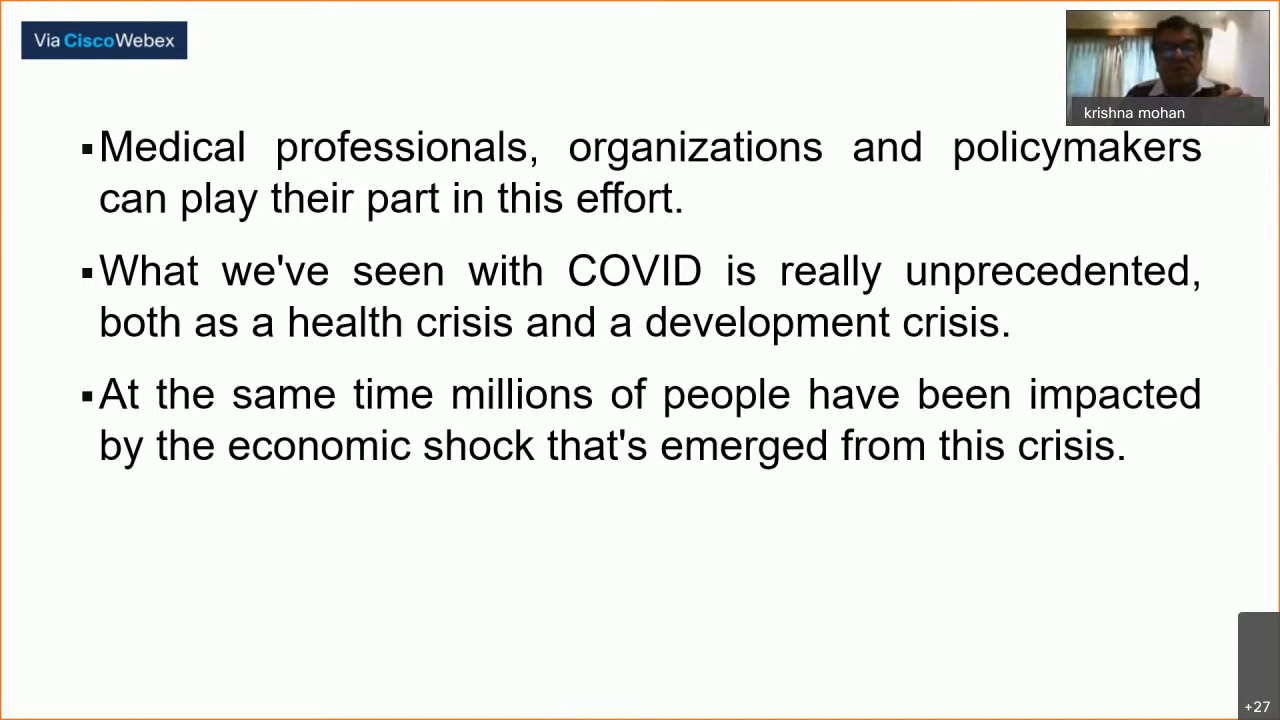 Via CiscoWebex
krishna mohan
▪Medical professionals, organizations and policymakers
can play their part in this effort.
▪What we've seen with COVID is really unprecedented,
both as a health crisis and a development crisis.
▪At the same time millions of people have been impacted
by the economic shock that's emerged from this crisis.
+27